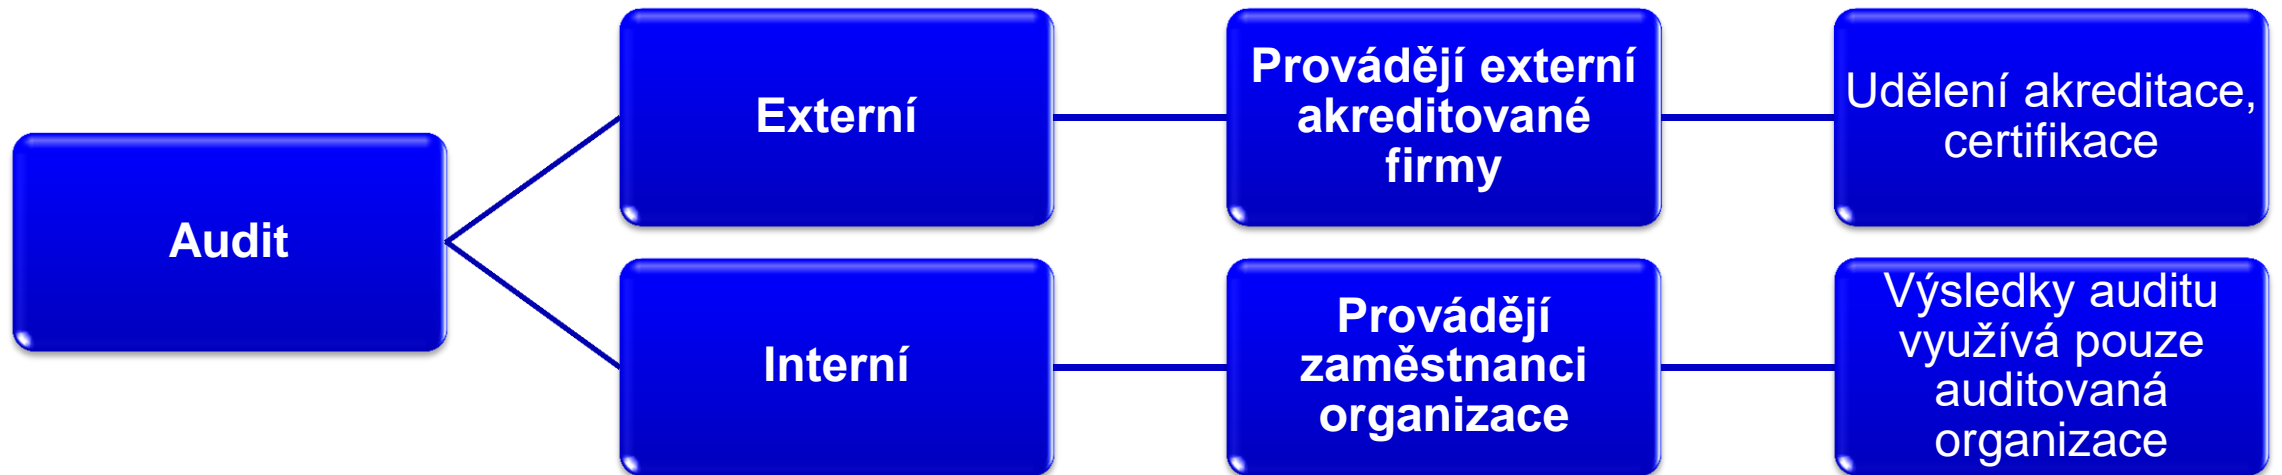 Audit
Externí
Provádějí externí
akreditované
firmy
Udělení akreditace,
certifikace
Interní
Provádějí
zaměstnanci
organizace
Výsledky auditu
využívá pouze
auditovaná
organizace